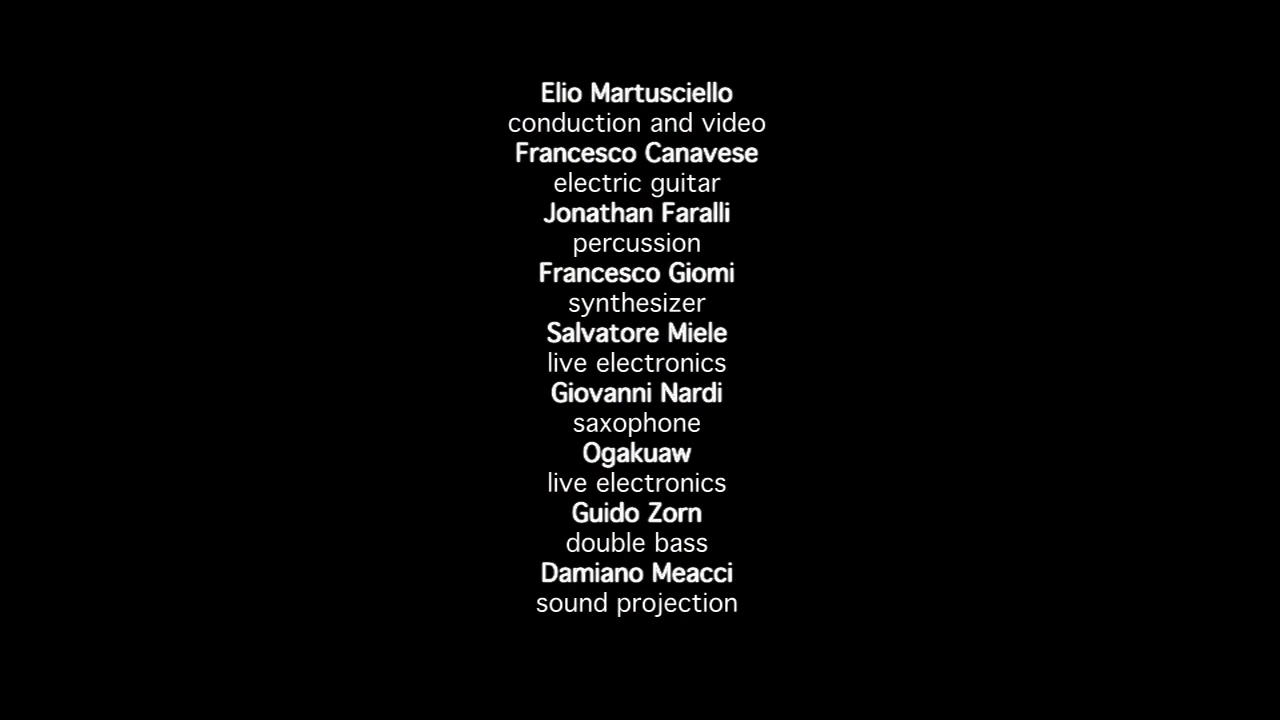 Elio Martusciello
conduction and video
Francesco Canavese
electric guitar
Jonathan Faralli
percussion
Francesco Giomi
synthesizer
Salvatore Miele
live electronics
Giovanni Nardi
saxophone
Ogakuaw
live electronics
Guido Zorn
double bass
Damiano Meacci
sound projection